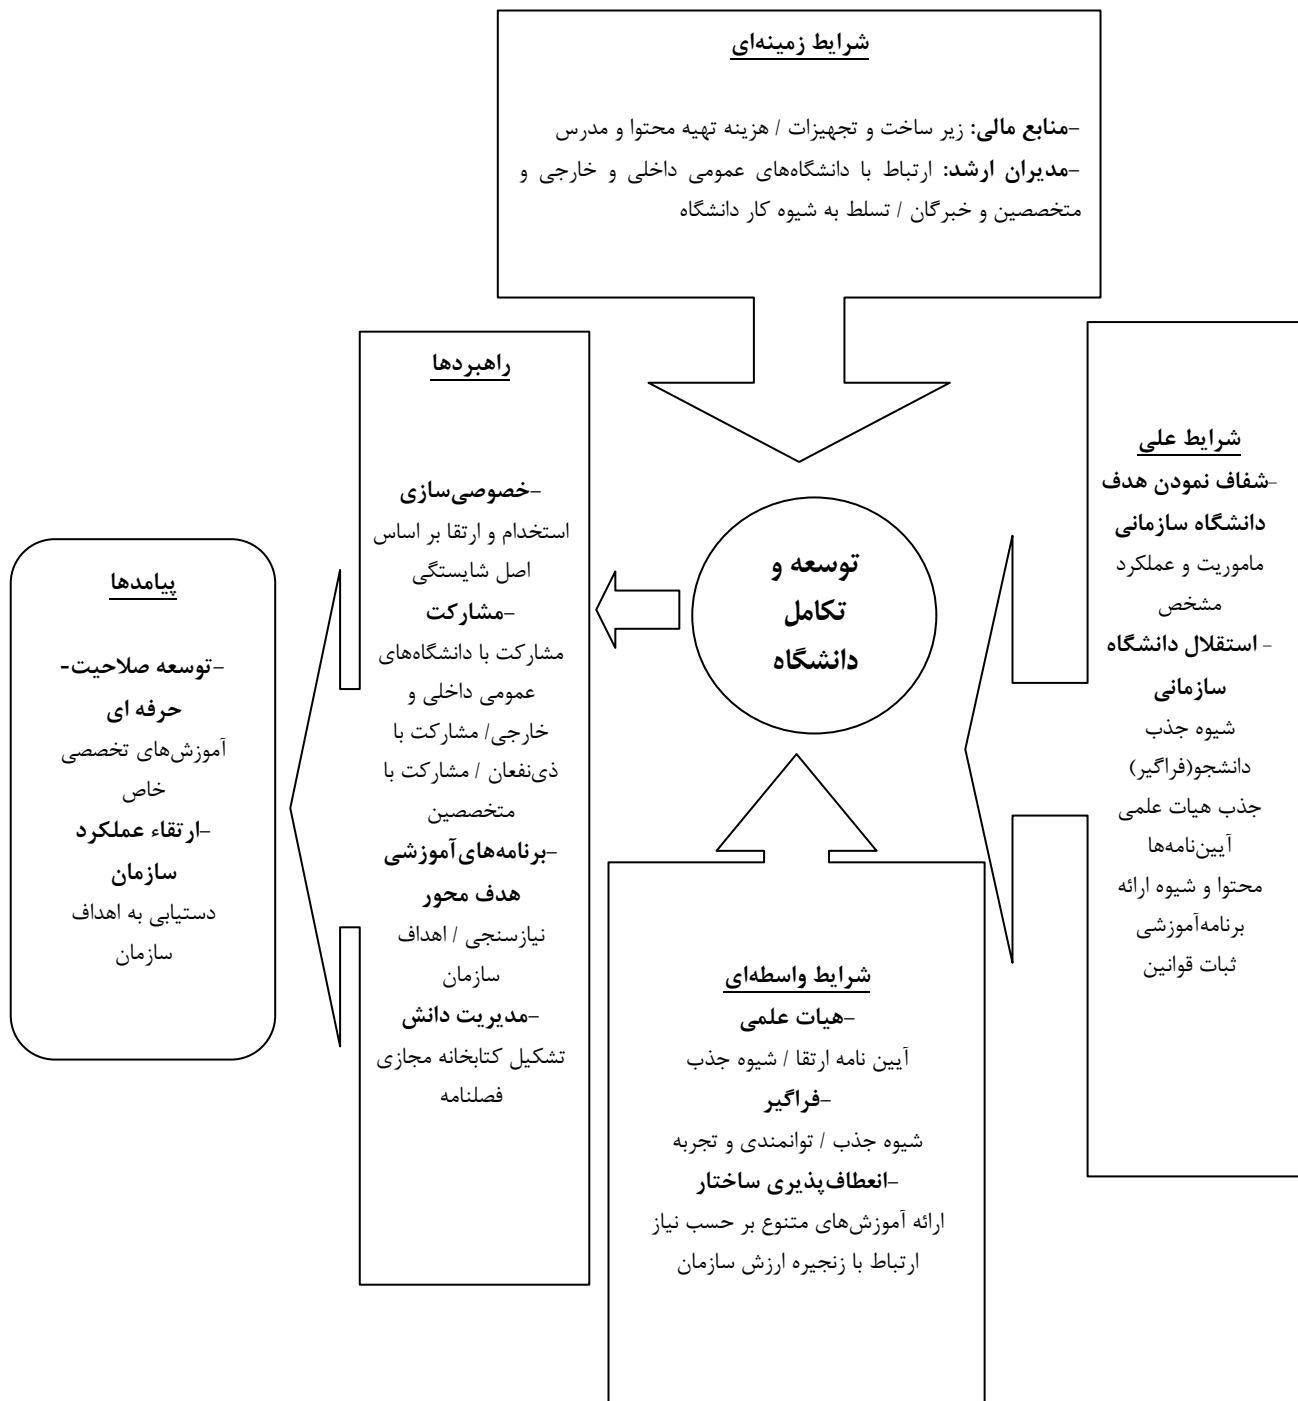 شرایط زمینه‌ای
-منابع مالی: زیر ساخت و تجهیزات / هزینه تهیه محتوا و مدرس
-مدیران ارشد: ارتباط با دانشگاه‌های عمومی داخلی و خارجی و
متخصصین و خبرگان / تسلط به شیوه کار دانشگاه
شرایط علی
-شفاف نمودن هدف
دانشگاه سازمانی
ماموریت و عملکرد
مشخص
- استقلال دانشگاه
سازمانی
شیوه جذب
دانشجو(فراگیر)
جذب هیات علمی
آیین‌نامه‌ها
محتوا و شیوه ارائه
برنامه‌آموزشی
ثبات قوانین
توسعه و
تکامل
دانشگاه
شرایط واسطه‌ای
-هیات علمی
آیین نامه ارتقا / شیوه جذب
-فراگیر
شیوه جذب / توانمندی و تجربه
-انعطاف‌پذیری ساختار
ارائه آموزش‌های متنوع بر حسب نیاز
ارتباط با زنجیره ارزش سازمان
راهبردها
-خصوصی‌سازی
استخدام و ارتقا بر اساس
اصل شایستگی
-مشارکت
مشارکت با دانشگاه‌های
عمومی داخلی و
خارجی/ مشارکت با
ذی‌نفعان / مشارکت با
متخصصین
-برنامه‌های‌آموزشی
هدف محور
نیازسنجی / اهداف
سازمان
-مدیریت دانش
تشکیل کتابخانه مجازی
فصلنامه
پیامدها
-توسعه صلاحیت-
حرفه ای
آموزش‌های تخصصی
خاص
-ارتقاء عملکرد
سازمان
دستیابی به اهداف
سازمان